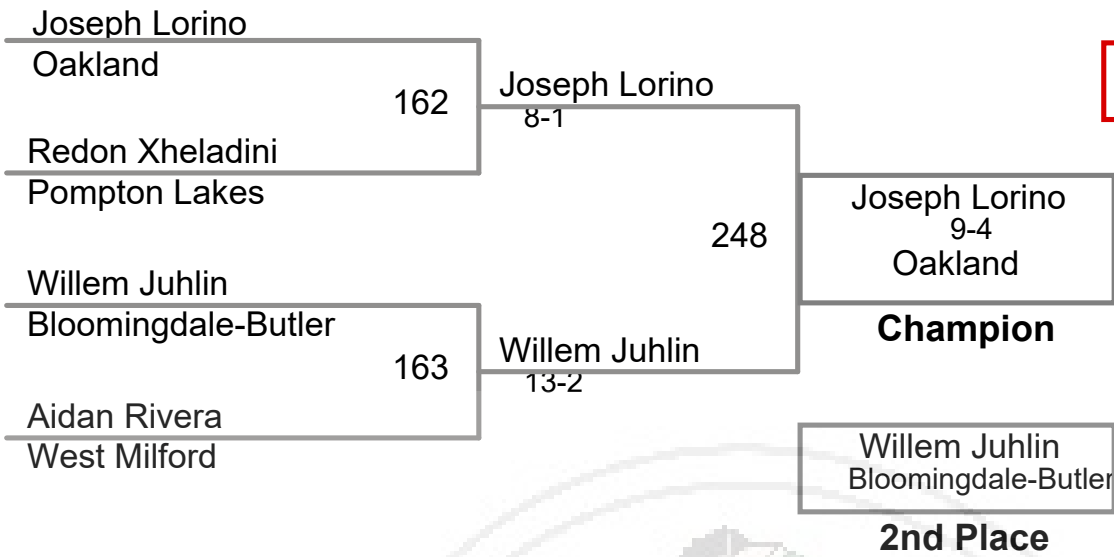 Joseph Lorino
Oakland
162
Redon Xheladini
Pompton Lakes
Willem Juhlin
Bloomingdale-Butler
163
Aidan Rivera
West Milford
Joseph Lorino
8-1
248
Willem Juhlin
13-2
Joseph Lorino
9-4
Oakland
Champion
Willem Juhlin
Bloomingdale-Butler
2nd Place